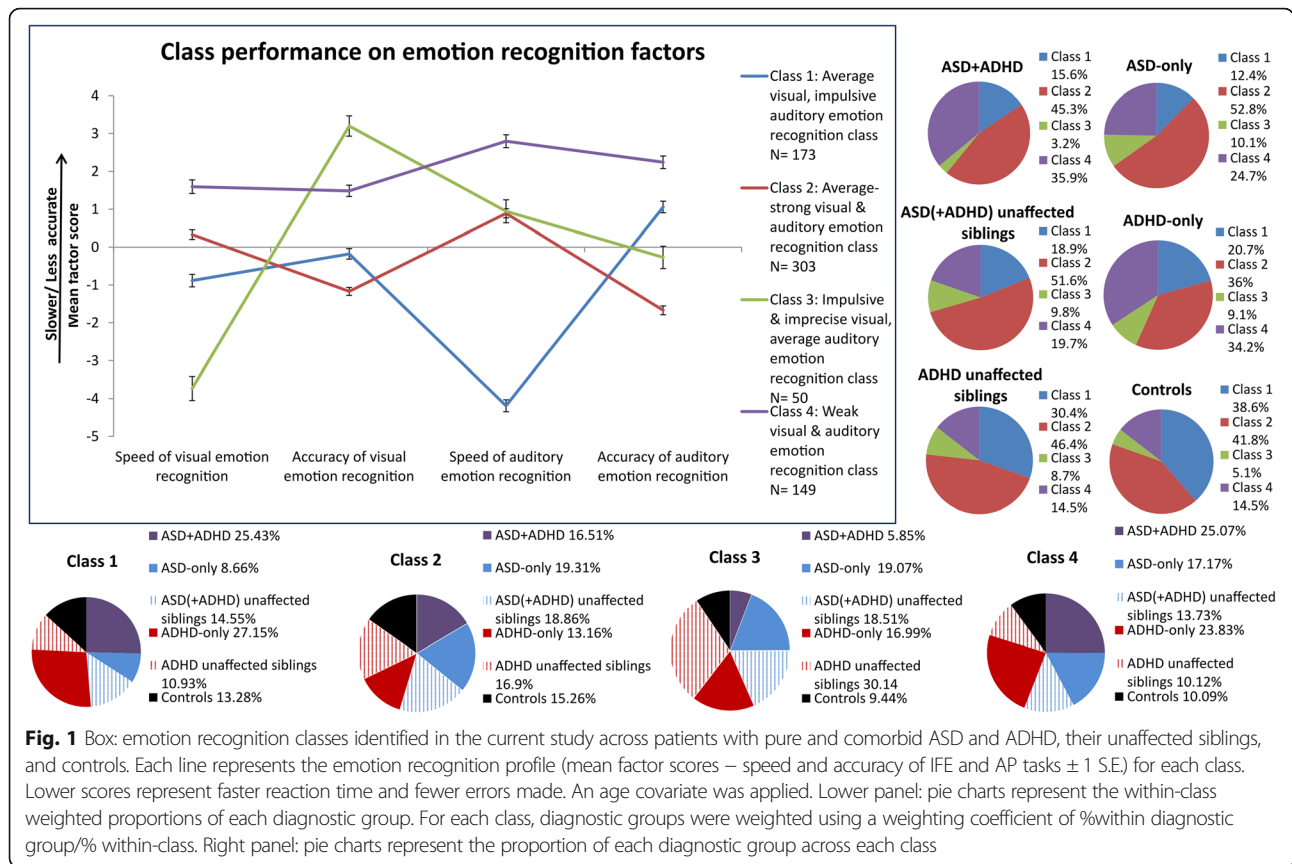 Class performance on emotion recognition factors
Slower/ Less accurate
Mean factor score
4
3
2
1
0
-1
-2
-3
-4
-5
Speed of visual emotion
recognition
Accuracy of visual
emotion recognition
Speed of auditory
emotion recognition
Accuracy of auditory
emotion recognition
Class 1: Average
visual, impulsive
auditory emotion
recognition class
N= 173
Class 2: Average-
strong visual &
auditory emotion
recognition class
N= 303
Class 3: Impulsive
& imprecise visual,
average auditory
emotion
recognition class
N= 50
Class 4: Weak
visual & auditory
emotion
recognition class
N= 149
ASD+ADHD
Class 1
15.6%
Class 2
45.3%
Class 3
3.2%
Class 4
35.9%
ASD-only
Class 1
12.4%
Class 2
52.8%
Class 3
10.1%
Class 4
24.7%
ASD(+ADHD) unaffected
siblings
Class 1
18.9%
Class 2
51.6%
Class 3
9.8%
Class 4
19.7%
ADHD-only
Class 1
20.7%
Class 2
36%
Class 3
9.1%
Class 4
34.2%
ADHD unaffected
siblings
Class 1
30.4%
Class 2
46.4%
Class 3
8.7%
Class 4
14.5%
Controls
Class 1
38.6%
Class 2
41.8%
Class 3
5.1%
Class 4
14.5%
Class 1
ASD+ADHD 25.43%
ASD-only 8.66%
ASD(+ADHD) unaffected
siblings 14.55%
ADHD-only 27.15%
ADHD unaffected siblings
10.93%
Controls 13.28%
Class 2
ASD+ADHD 16.51%
ASD-only 19.31%
ASD(+ADHD) unaffected
siblings 18.86%
ADHD-only 13.16%
ADHD unaffected siblings
16.9%
Controls 15.26%
Class 3
ASD+ADHD 5.85%
ASD-only 19.07%
ASD(+ADHD) unaffected
siblings 18.51%
ADHD-only 16.99%
ADHD unaffected
siblings 30.14
Controls 9.44%
Class 4
ASD+ADHD 25.07%
ASD-only 17.17%
ASD(+ADHD) unaffected
siblings 13.73%
ADHD-only 23.83%
ADHD unaffected
siblings 10.12%
Controls 10.09%
Fig. 1 Box: emotion recognition classes identified in the current study across patients with pure and comorbid ASD and ADHD, their unaffected siblings,
and controls. Each line represents the emotion recognition profile (mean factor scores – speed and accuracy of IFE and AP tasks ± 1 S.E.) for each class.
Lower scores represent faster reaction time and fewer errors made. An age covariate was applied. Lower panel: pie charts represent the within-class
weighted proportions of each diagnostic group. For each class, diagnostic groups were weighted using a weighting coefficient of %within diagnostic
group/% within-class. Right panel: pie charts represent the proportion of each diagnostic group across each class